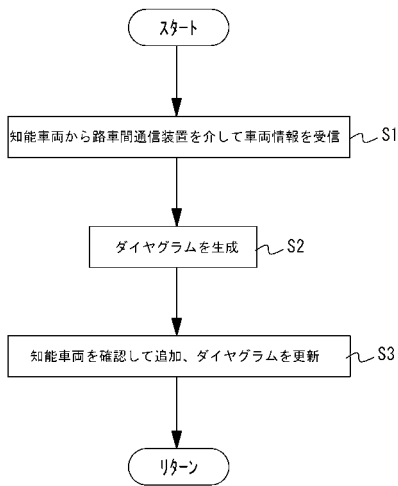 スタート
知能車両から路車間通信装置を介して車両情報を受信
S1
ダイヤグラムを生成
S2
知能車両を確認して追加、ダイヤグラムを更新
S3
リターン